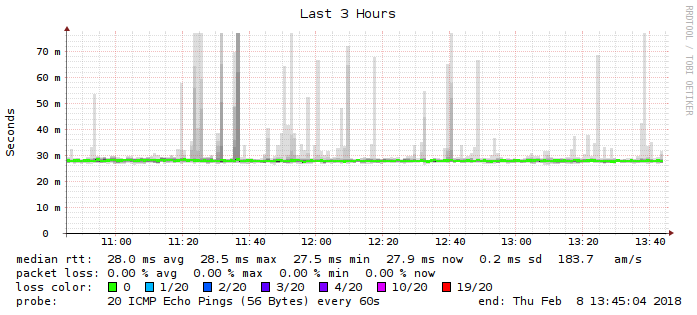 Last 3 Hours
RRDTOOL / TOBI OETIKER
Seconds
70 m
60 m
50 m
40 m
30 m
20 m
10 m
0
11:00 11:20 11:40 12:00 12:20 12:40 13:00 13:20 13:40
median rtt: 28.0 ms avg 28.5 ms max 27.5 ms min 27.9 ms now 0.2 ms sd 183.7 am/s
packet loss: 0.00 % avg 0.00 % max 0.00 % min 0.00 % now
loss color: 0 1/20 2/20 3/20 4/20 10/20 19/20
probe: 20 ICMP Echo Pings (56 Bytes) every 60s end: Thu Feb 8 13:45:04 2018